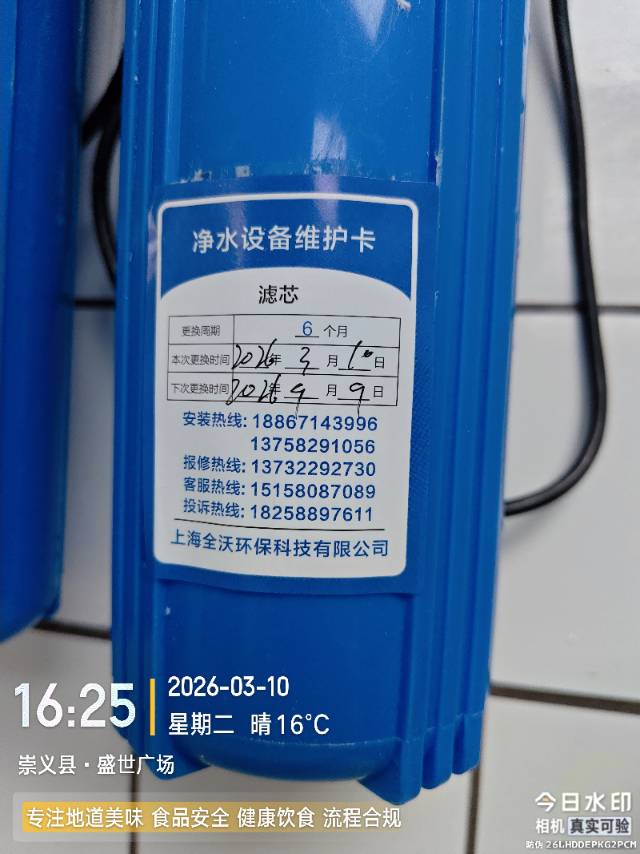 净水设备维护卡
滤芯
更换周期 6 个月
本次更换时间 2026年 3 月 10 日
下次更换时间 2026年 9 月 9 日
安装热线: 18867143996
13758291056
报修热线: 13732292730
客服热线: 15158087089
投诉热线: 18258897611
上海全沃环保科技有限公司
16:25
2026-03-10
星期二 晴 16°C
崇义县·盛世广场
专注地道美味 食品安全 健康饮食 流程合规
今日水印
相机 真实可验
防伪 26LHDDEPKG2PCM